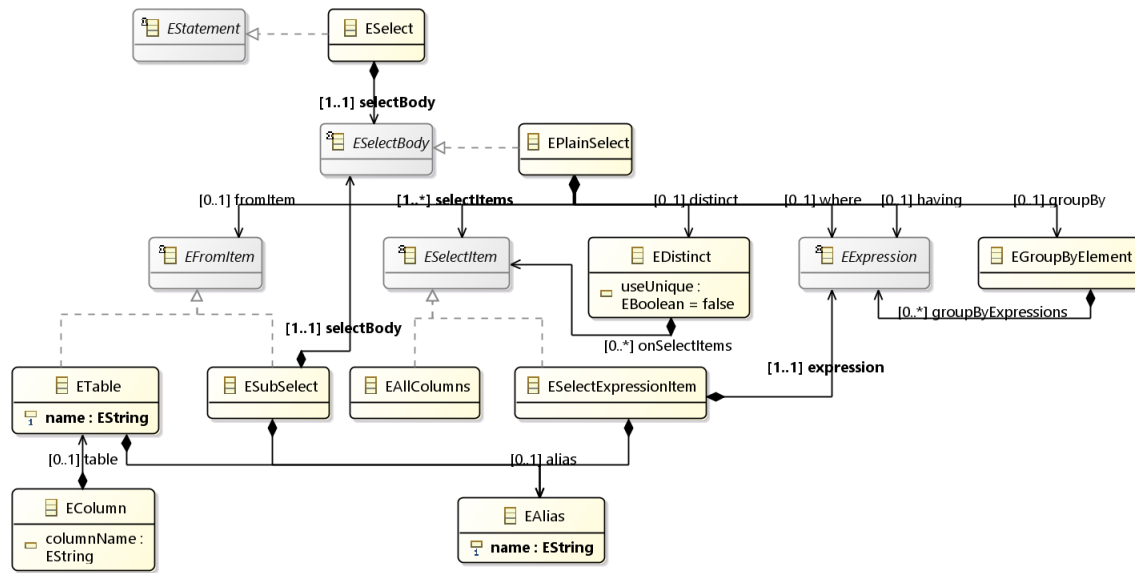 EStatement
ESelect
[1..1] selectBody
ESelectBody
EPlainSelect
[0..1] fromItem
[1..*] selectItems
[0..1] distinct
[0..1] where
[0..1] having
[0..1] groupBy
EFromItem
ESelectItem
EDistinct
useUnique :
EBoolean = false
EExpression
EGroupByElement
[0..*] groupByExpressions
[1..1] selectBody
[0..*] onSelectItems
[1..1] expression
ETable
name : EString
ESubSelect
EAllColumns
ESelectExpressionItem
[0..1] table
[0..1] alias
EColumn
columnName :
EString
EAlias
name : EString